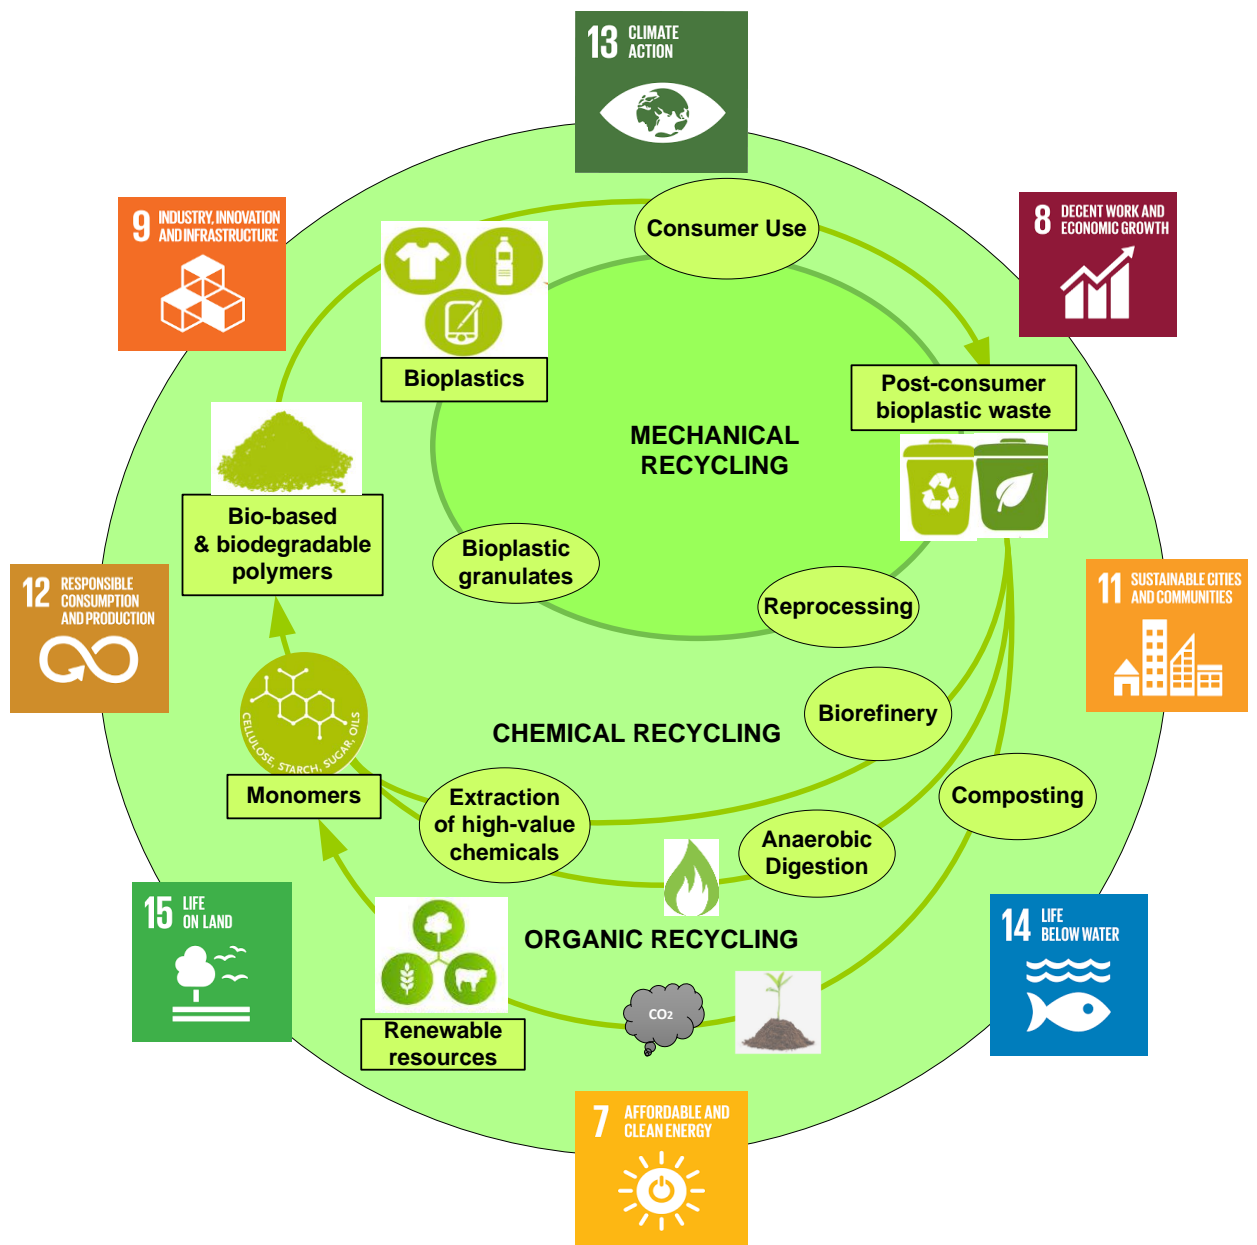 13 CLIMATE
ACTION
9 INDUSTRY, INNOVATION
AND INFRASTRUCTURE
8 DECENT WORK AND
ECONOMIC GROWTH
Consumer Use
Bioplastics
Post-consumer
bioplastic waste
MECHANICAL
RECYCLING
Bio-based
& biodegradable
polymers
Bioplastic
granulates
Reprocessing
12 RESPONSIBLE
CONSUMPTION
AND PRODUCTION
11 SUSTAINABLE CITIES
AND COMMUNITIES
CELLULOSE, STARCH, SUGAR, OILS
Monomers
CHEMICAL RECYCLING
Biorefinery
Extraction
of high-value
chemicals
Composting
Anaerobic
Digestion
15 LIFE
ON LAND
14 LIFE
BELOW WATER
ORGANIC RECYCLING
CO2
Renewable
resources
7 AFFORDABLE AND
CLEAN ENERGY